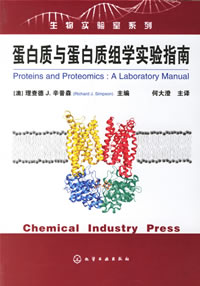 生物实验室系列
蛋白质与蛋白质组学实验指南
Proteins and Proteomics : A Laboratory Manual
[澳] 理查德 J. 辛普森 (Richard J. Simpson) 主编 何大澄 主译
Chemical Industry Press
化学工业出版社